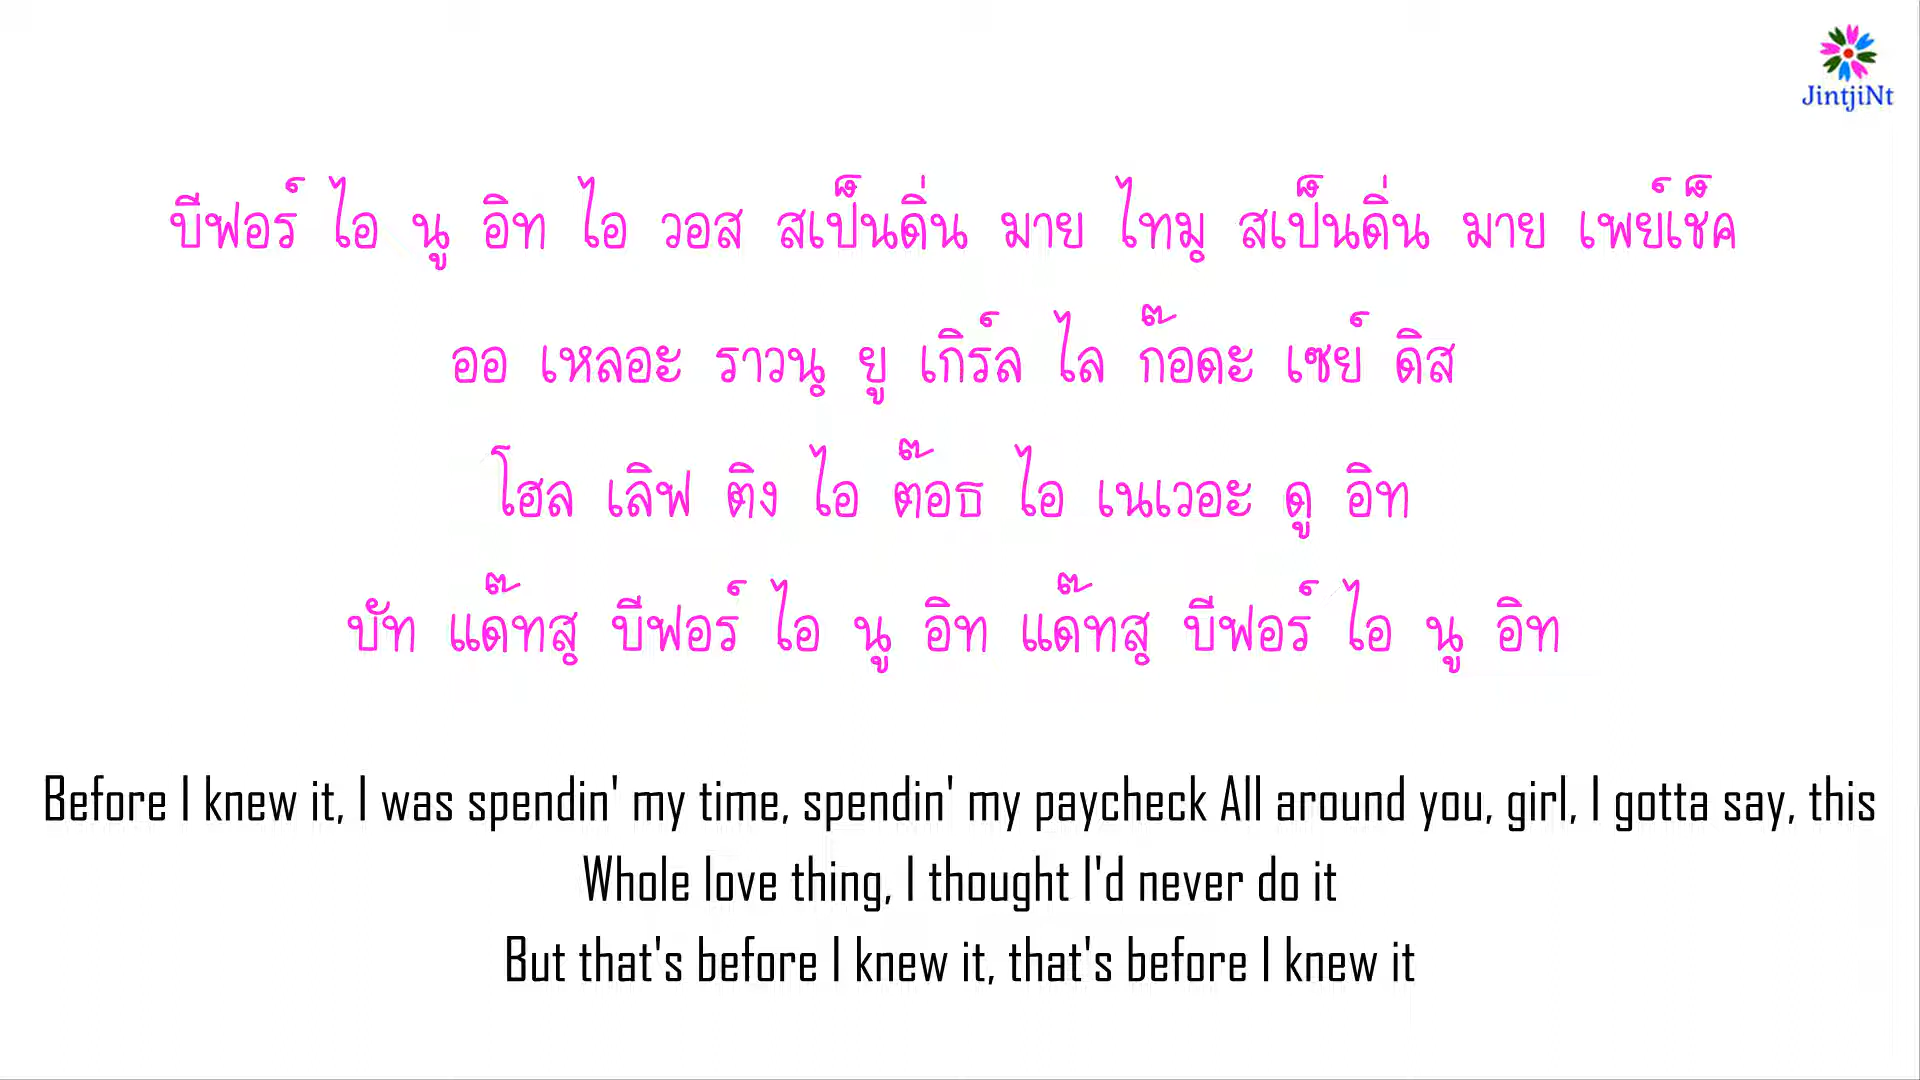 JintjiNt
บีฟอร์ ไอ นู อิท ไอ วอส สเป็นดิ่น มาย ไทมฺ สเป็นดิ่น มาย เพย์เช็ค
ออ เหลอะ ราวนฺ ยู เกิร์ล ไล ก๊อดะ เซย์ ดิส
โฮล เลิฟ ติง ไอ ต๊อธ ไอ เนเวอะ ดู อิท
บัท แด๊ทสฺ บีฟอร์ ไอ นู อิท แด๊ทสฺ บีฟอร์ ไอ นู อิท
Before I knew it, I was spendin' my time, spendin' my paycheck All around you, girl, I gotta say, this
Whole love thing, I thought I'd never do it
But that's before I knew it, that's before I knew it